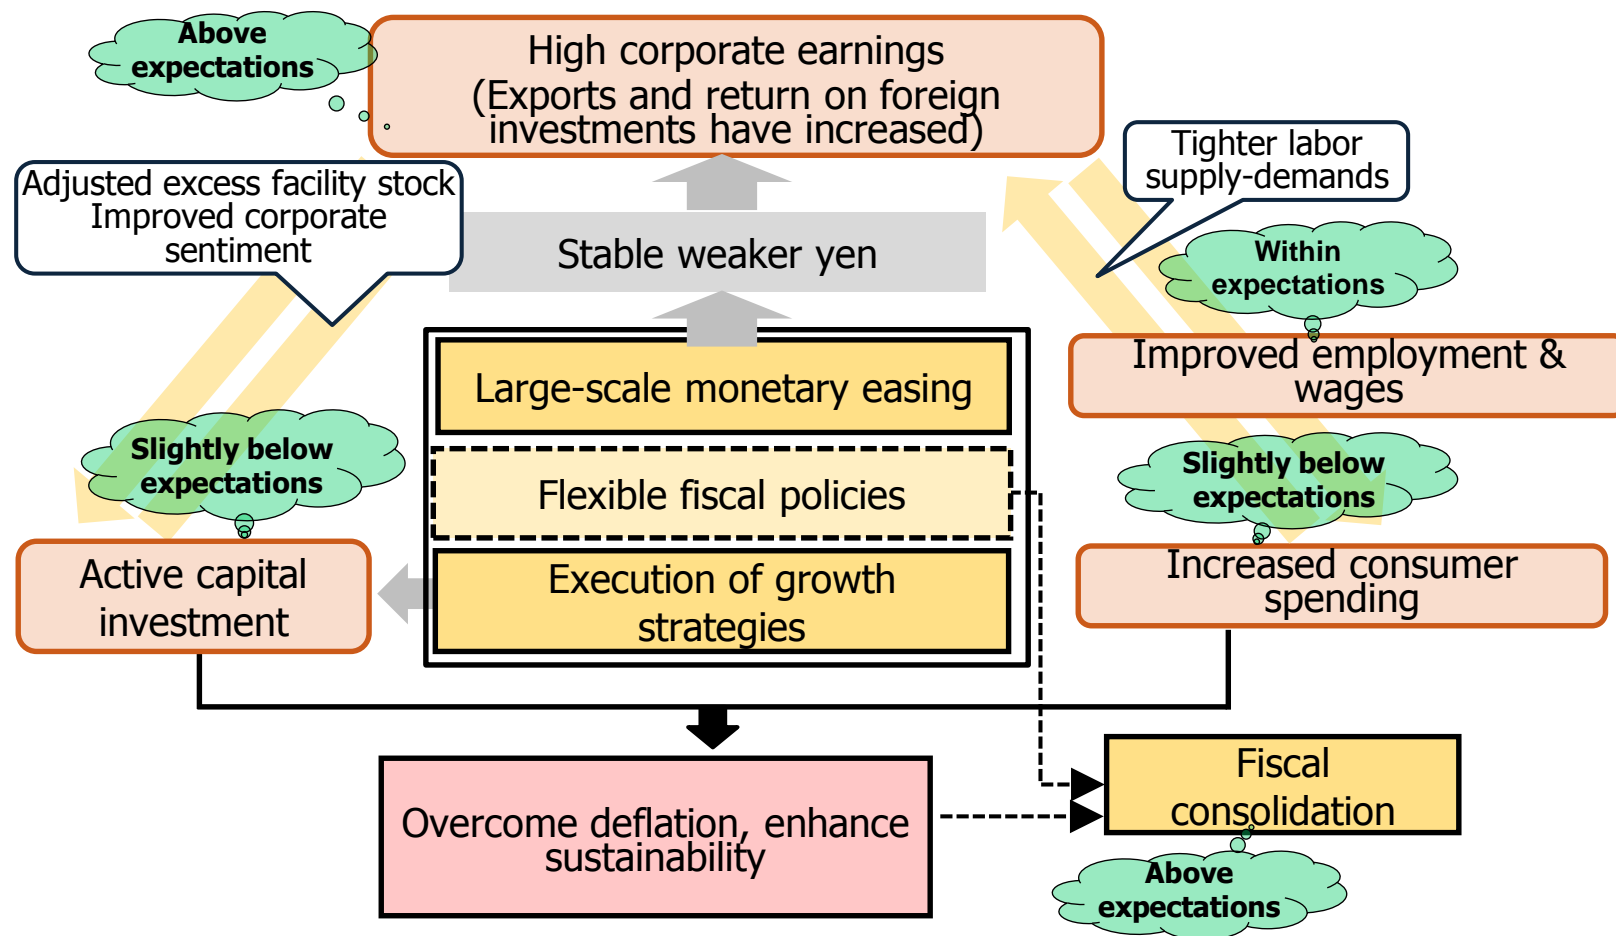 Above
expectations
High corporate earnings
(Exports and return on foreign
investments have increased)
Adjusted excess facility stock
Improved corporate
sentiment
Tighter labor
supply-demands
Stable weaker yen
Within
expectations
Improved employment &
wages
Large-scale monetary easing
Slightly below
expectations
Flexible fiscal policies
Slightly below
expectations
Active capital
investment
Execution of growth
strategies
Increased consumer
spending
Overcome deflation, enhance
sustainability
Fiscal
consolidation
Above
expectations